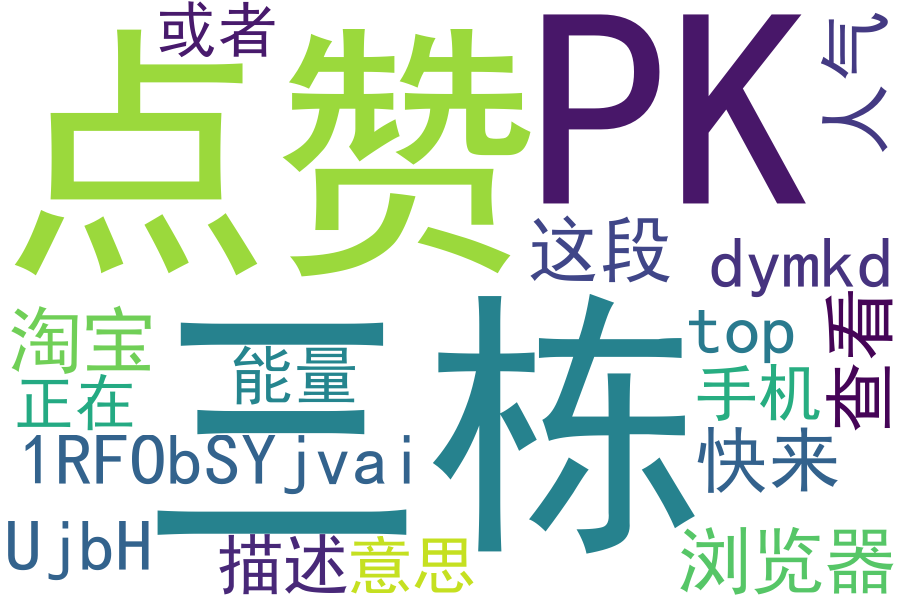 或者
点赞
PK
人气
这段
dymkd
淘宝
三栋
能量
top
查看
正在
手机
1RFObSYjvai
快来
UjbH
描述
意思
浏览器